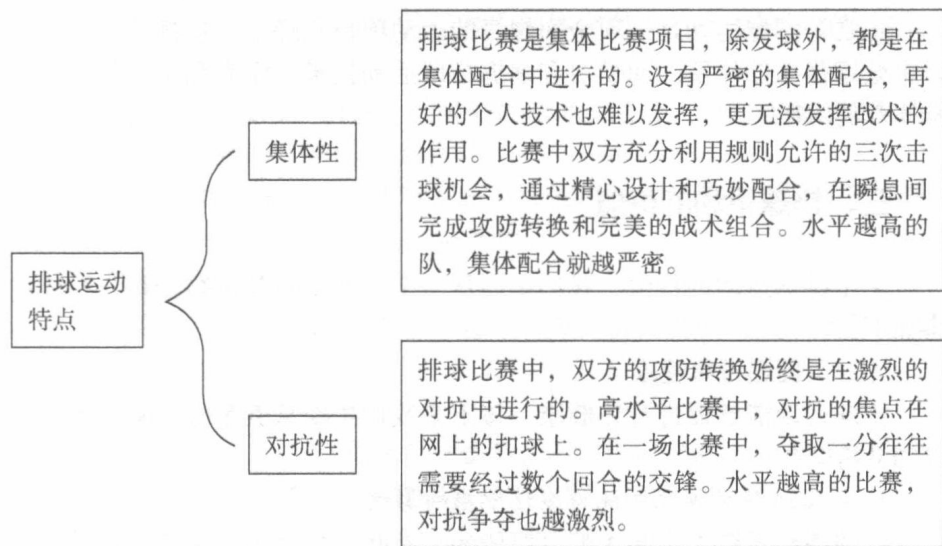 排球运动
特点
集体性
排球比赛是集体比赛项目，除发球外，都是在
集体配合中进行的。没有严密的集体配合，再
好的个人技术也难以发挥，更无法发挥战术的
作用。比赛中双方充分利用规则允许的三次击
球机会，通过精心设计和巧妙配合，在瞬息间
完成攻防转换和完美的战术组合。水平越高的
队，集体配合就越严密。
对抗性
排球比赛中，双方的攻防转换始终是在激烈的
对抗中进行的。高水平比赛中，对抗的焦点在
网上的扣球上。在一场比赛中，夺取一分往往
需要经过数个回合的交锋。水平越高的比赛，
对抗争夺也越激烈。